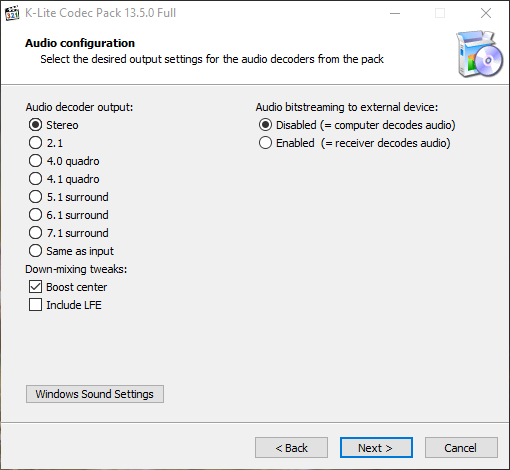 K-Lite Codec Pack 13.5.0 Full
Audio configuration
Select the desired output settings for the audio decoders from the pack
Audio decoder output:
Stereo
2.1
4.0 quadro
4.1 quadro
5.1 surround
6.1 surround
7.1 surround
Same as input
Down-mixing tweaks:
Boost center
Include LFE
Audio bitstreaming to external device:
Disabled (= computer decodes audio)
Enabled (= receiver decodes audio)
Windows Sound Settings
< Back
Next >
Cancel